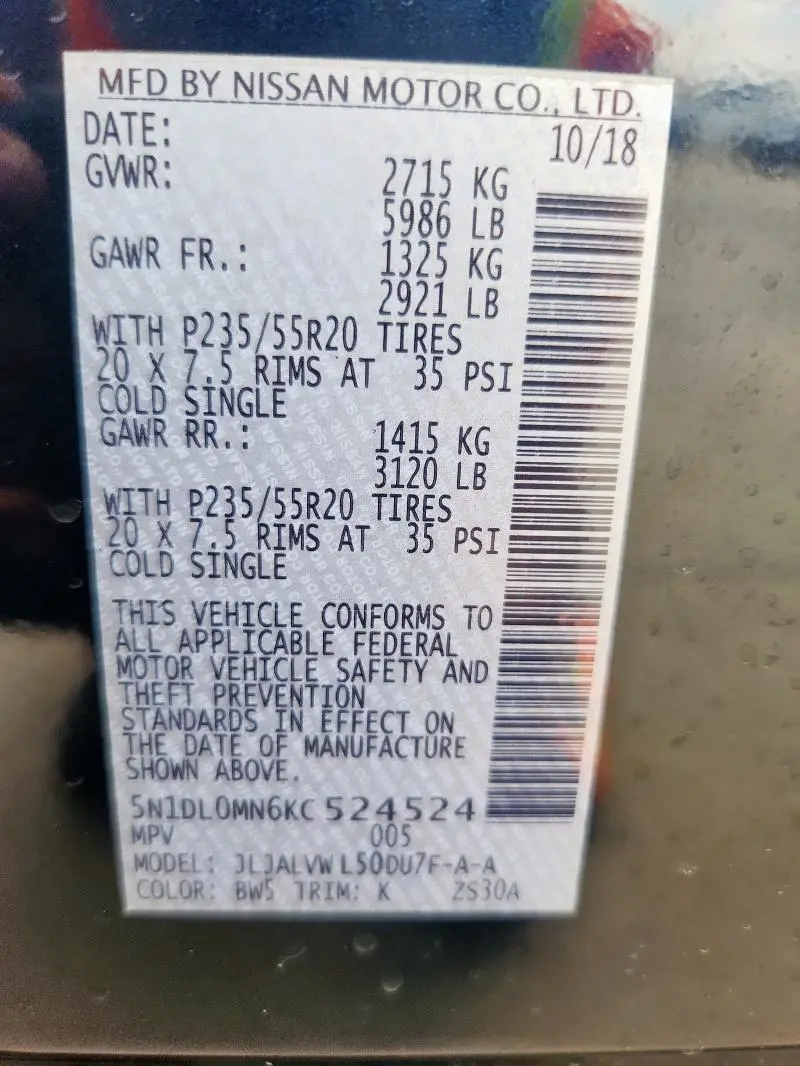 MFD BY NISSAN MOTOR CO., LTD.
DATE: 10/18
GVWR: 2715 KG
5986 LB
GAWR FR.: 1325 KG
2921 LB
WITH P235/55R20 TIRES
20 X 7.5 RIMS AT 35 PSI
COLD SINGLE
GAWR RR.: 1415 KG
3120 LB
WITH P235/55R20 TIRES
20 X 7.5 RIMS AT 35 PSI
COLD SINGLE
THIS VEHICLE CONFORMS TO
ALL APPLICABLE FEDERAL
MOTOR VEHICLE SAFETY AND
THEFT PREVENTION
STANDARDS IN EFFECT ON
THE DATE OF MANUFACTURE
SHOWN ABOVE.
5N1DL0MN6KC524524
MPV 005
MODEL: JLJALVW L50DU7F-A-A
COLOR: BW5 TRIM: K ZS30A